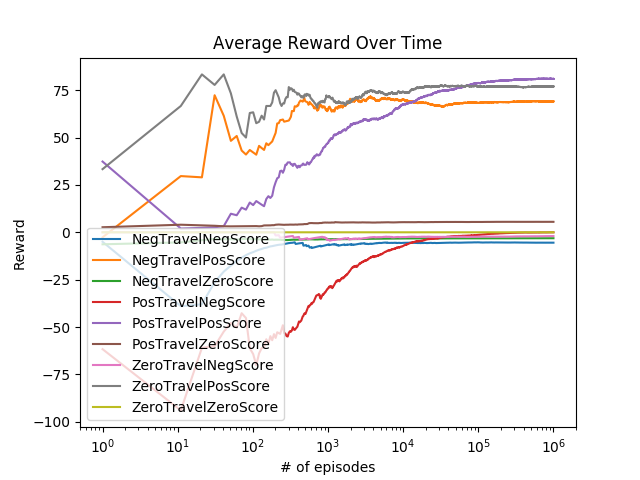 Average Reward Over Time
Reward
75
50
25
0
−25
−50
−75
−100
NegTravelNegScore
NegTravelPosScore
NegTravelZeroScore
PosTravelNegScore
PosTravelPosScore
PosTravelZeroScore
ZeroTravelNegScore
ZeroTravelPosScore
ZeroTravelZeroScore
10⁰ 10¹ 10² 10³ 10⁴ 10⁵ 10⁶
# of episodes